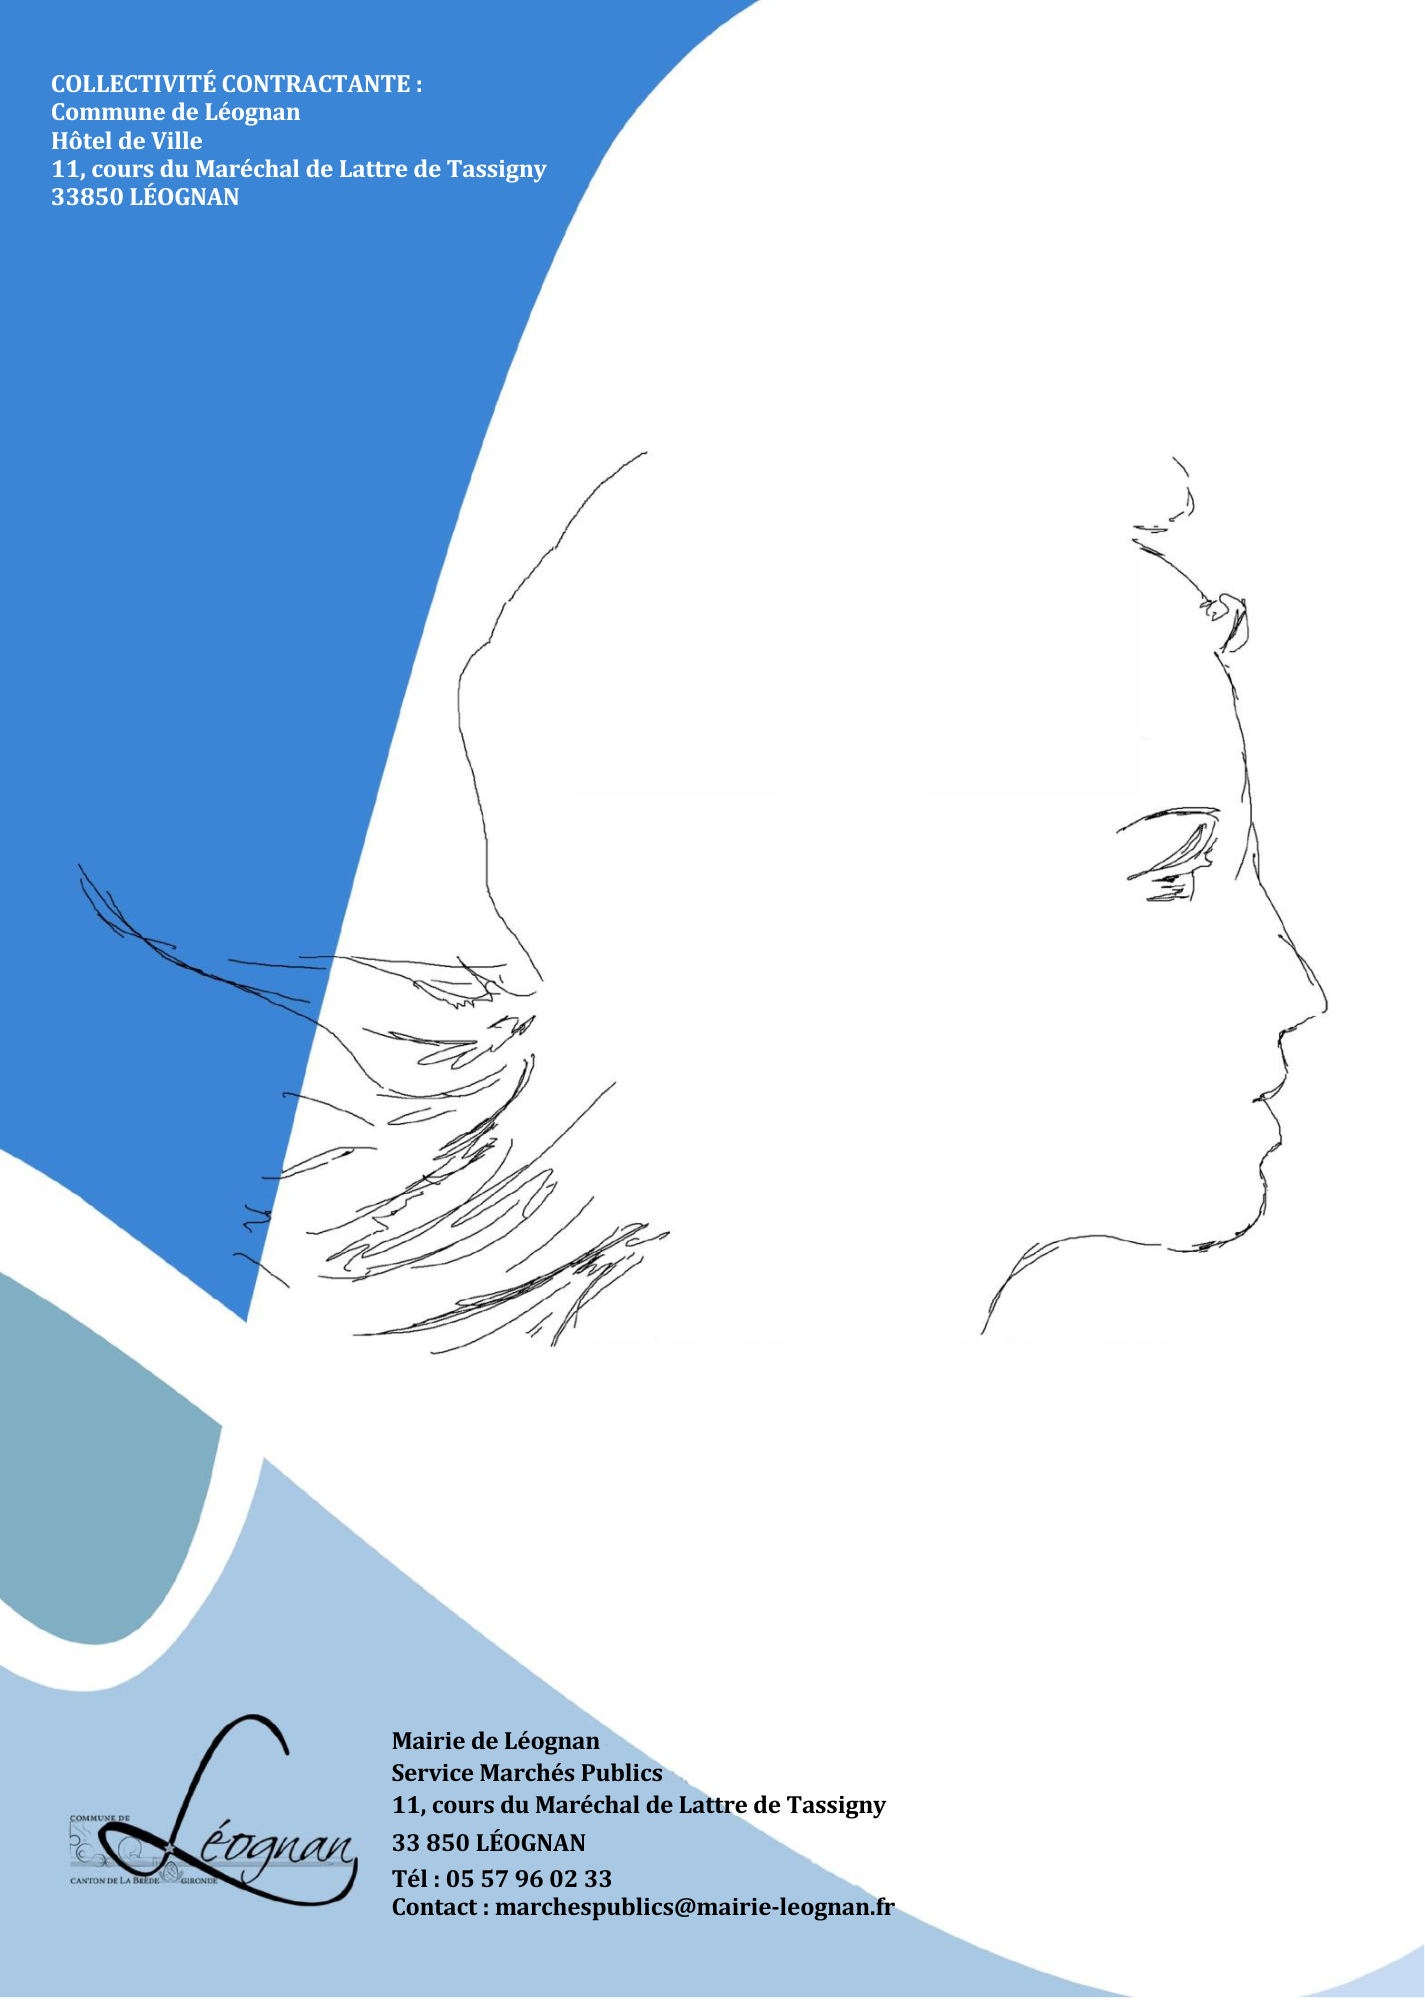 COLLECTIVITÉ CONTRACTANTE :
Commune de Léognan
Hôtel de Ville
11, cours du Maréchal de Lattre de Tassigny
33850 LÉOGNAN
Mairie de Léognan
Service Marchés Publics
11, cours du Maréchal de Lattre de Tassigny
33 850 LÉOGNAN
Tél : 05 57 96 02 33
Contact : marchespublics@mairie-leognan.fr
COMMUNE DE
Léognan
CANTON DE LA BRÈDE GIRONDE